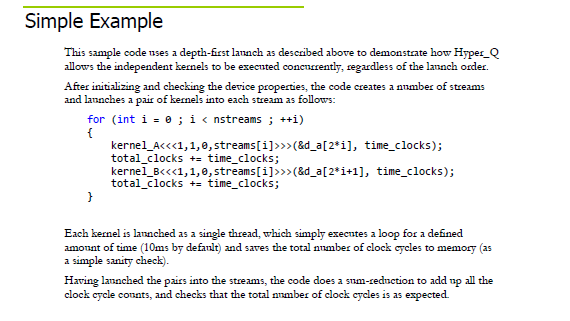 Simple Example
This sample code uses a depth-first launch as described above to demonstrate how Hyper_Q
allows the independent kernels to be executed concurrently, regardless of the launch order.
After initializing and checking the device properties, the code creates a number of streams
and launches a pair of kernels into each stream as follows:
for (int i = 0 ; i < nstreams ; ++i)
{
kernel_A<<<1,1,0,streams[i]>>>(&d_a[2*i], time_clocks);
total_clocks += time_clocks;
kernel_B<<<1,1,0,streams[i]>>>(&d_a[2*i+1], time_clocks);
total_clocks += time_clocks;
}
Each kernel is launched as a single thread, which simply executes a loop for a defined
amount of time (10ms by default) and saves the total number of clock cycles to memory (as
a simple sanity check).
Having launched the pairs into the streams, the code does a sum-reduction to add up all the
clock cycle counts, and checks that the total number of clock cycles is as expected.